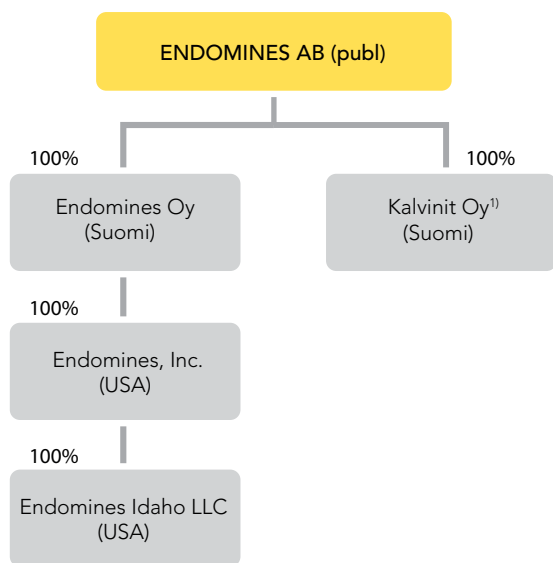 ENDOMINES AB (publ)
100%
100%
Endomines Oy
(Suomi)
Kalvinit Oy¹⁾
(Suomi)
100%
Endomines, Inc.
(USA)
100%
Endomines Idaho LLC
(USA)